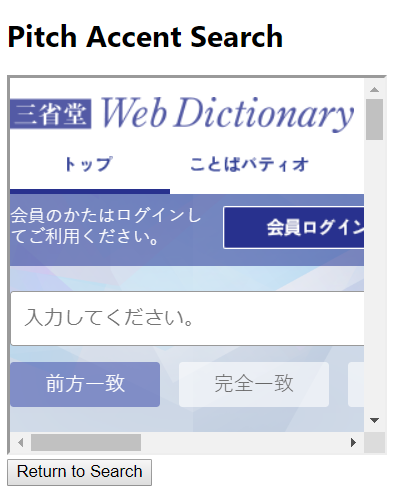 Pitch Accent Search
三省堂 Web Dictionary
トップ ことばパティオ
会員のかたはログインし
てご利用ください。
会員ログイン
入力してください。
前方一致 完全一致
Return to Search